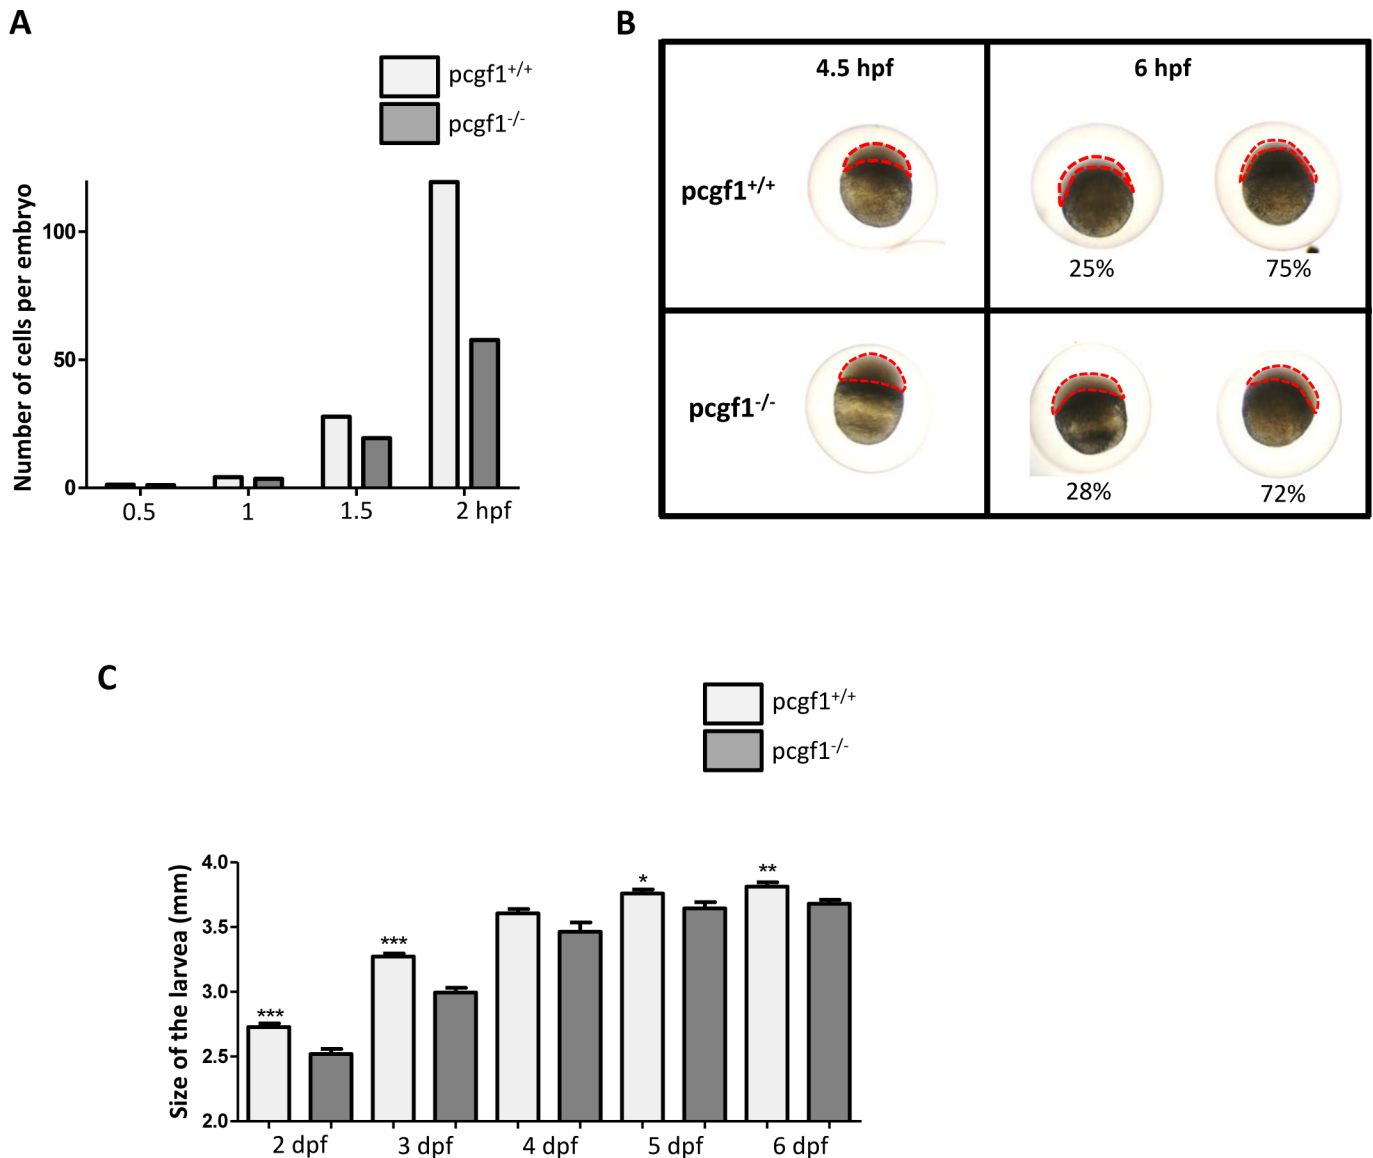 A
pcgf1+/+
pcgf1-/-
Number of cells per embryo
100
50
0
0.5 1 1.5 2 hpf
B
4.5 hpf 6 hpf
pcgf1+/+
25% 75%
pcgf1-/-
28% 72%
C
pcgf1+/+
pcgf1-/-
Size of the larvea (mm)
4.0
3.5
3.0
2.5
2.0
*** *** * **
2 dpf 3 dpf 4 dpf 5 dpf 6 dpf